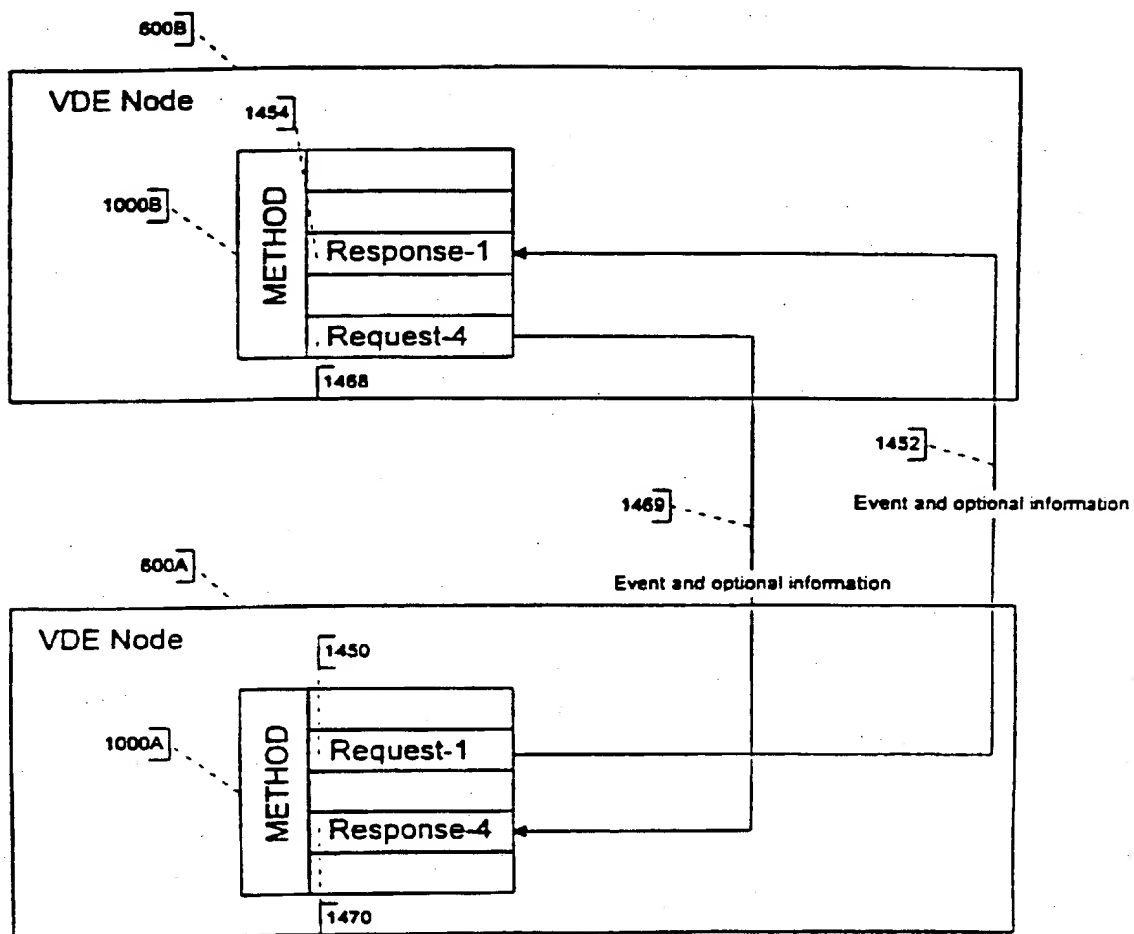 600B
VDE Node
1454
1000B
METHOD
Response-1
Request-4
1468
1452
Event and optional information
1469
600A
Event and optional information
VDE Node
1450
1000A
METHOD
Request-1
Response-4
1470